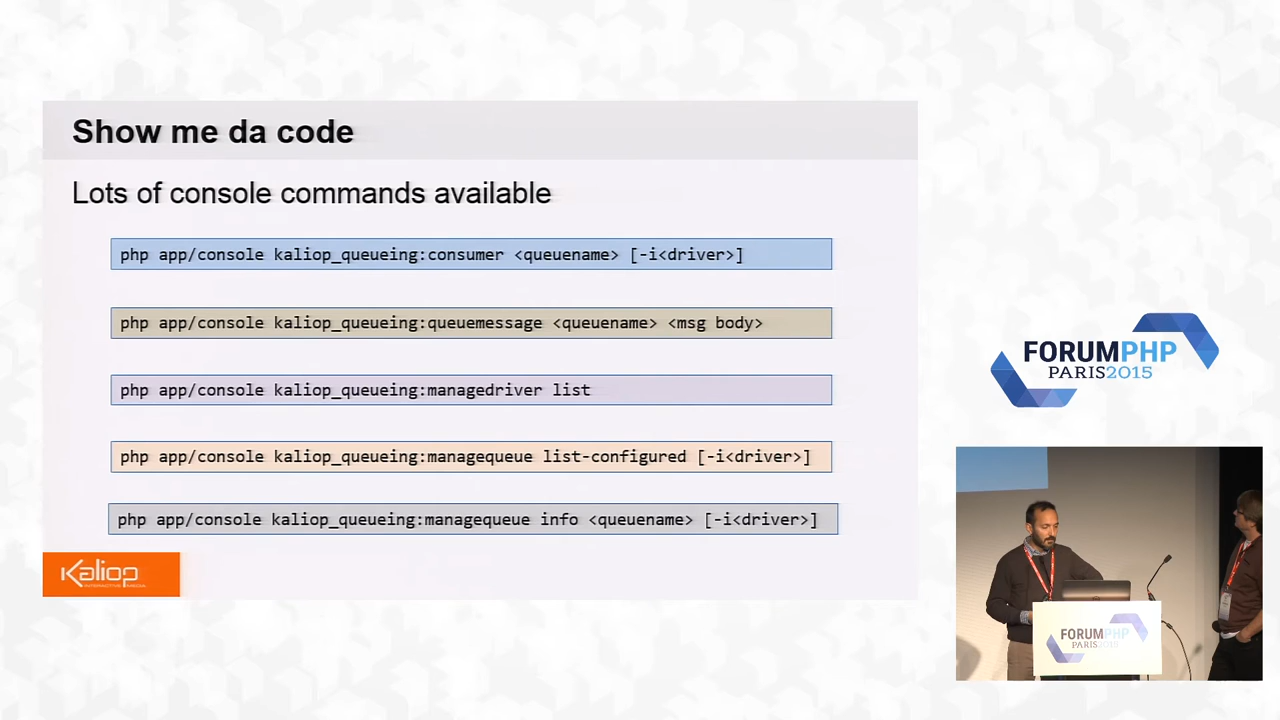 Show me da code
Lots of console commands available
php app/console kaliop_queueing:consumer <queuename> [-i<driver>]
php app/console kaliop_queueing:queuemessage <queuename> <msg body>
php app/console kaliop_queueing:managedriver list
php app/console kaliop_queueing:managequeue list-configured [-i<driver>]
php app/console kaliop_queueing:managequeue info <queuename> [-i<driver>]
Kaliop
INTERACTIVE MEDIA
FORUMPHP
PARIS2015
FORUMPHP
PARIS2015